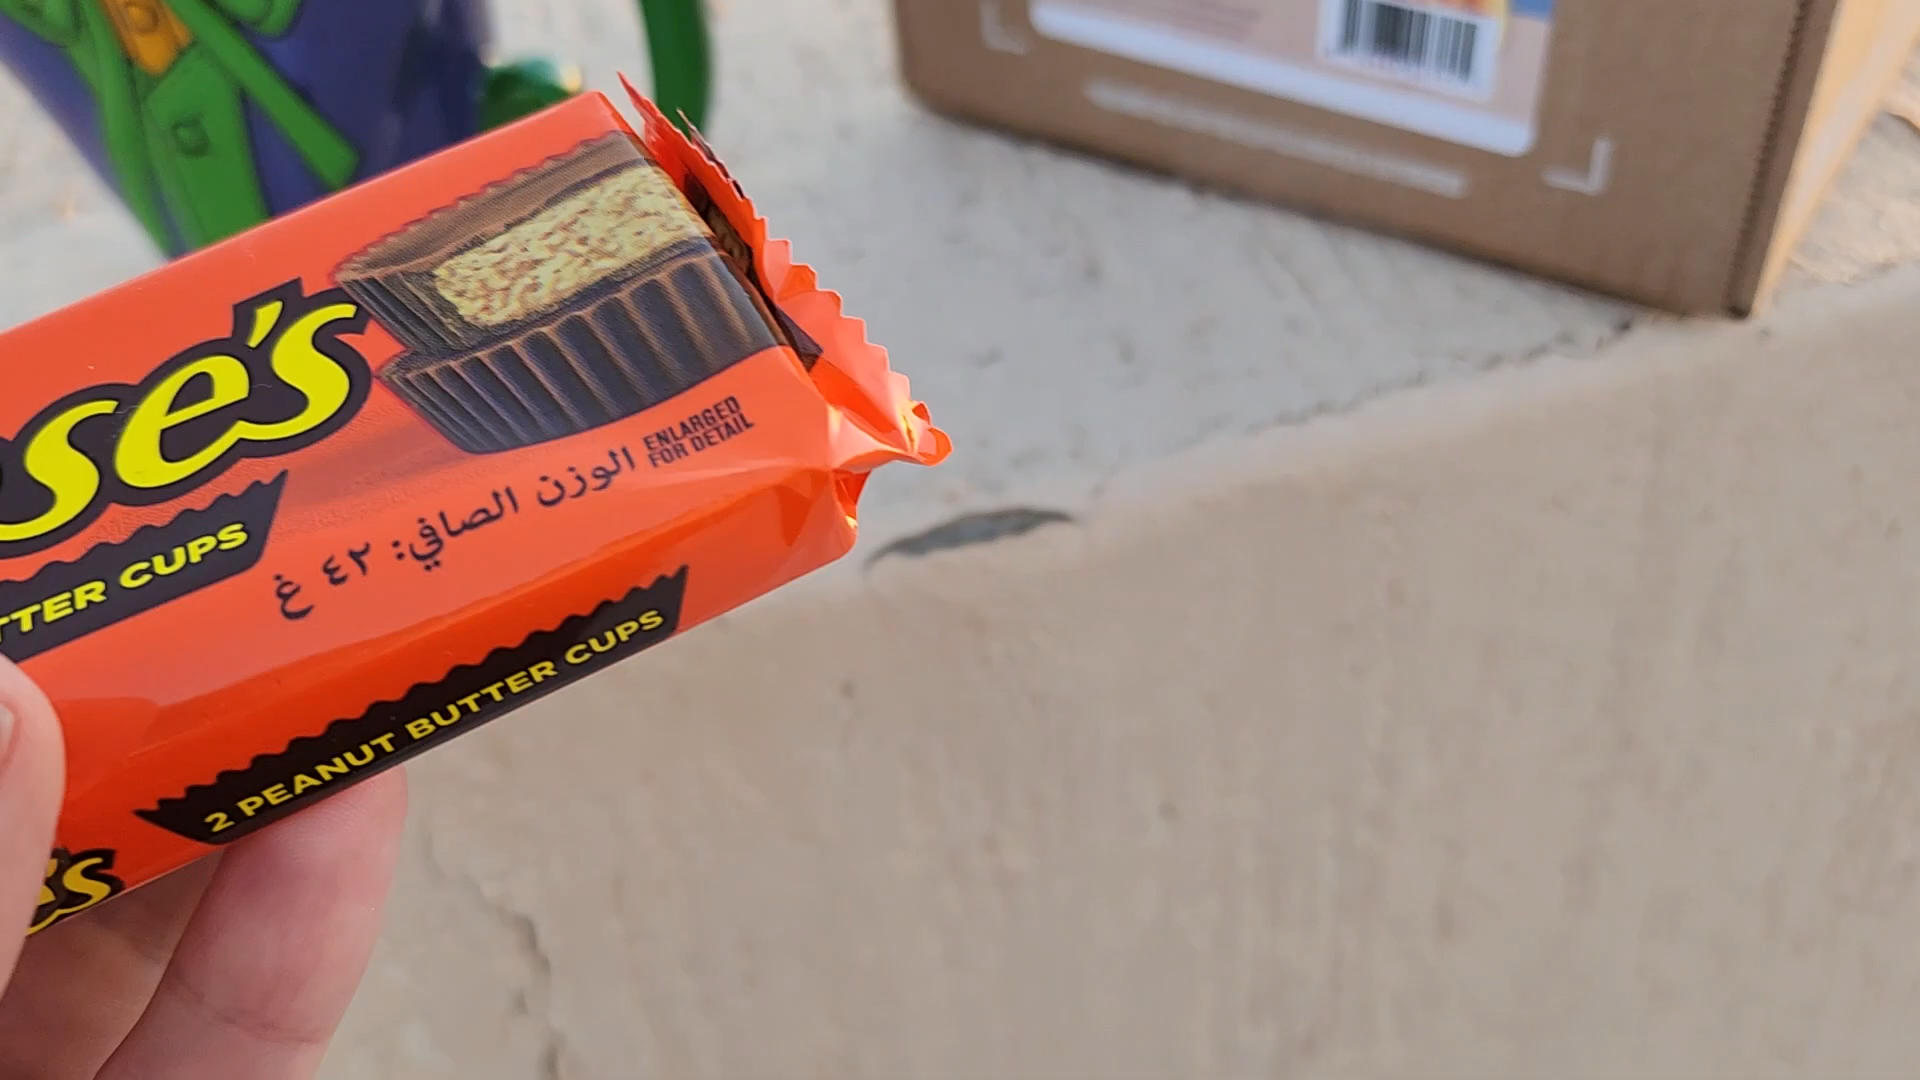 se's
TTER CUPS
الوزن الصافي: ٤٢ غ
ENLARGED
FOR DETAIL
2 PEANUT BUTTER CUPS
's